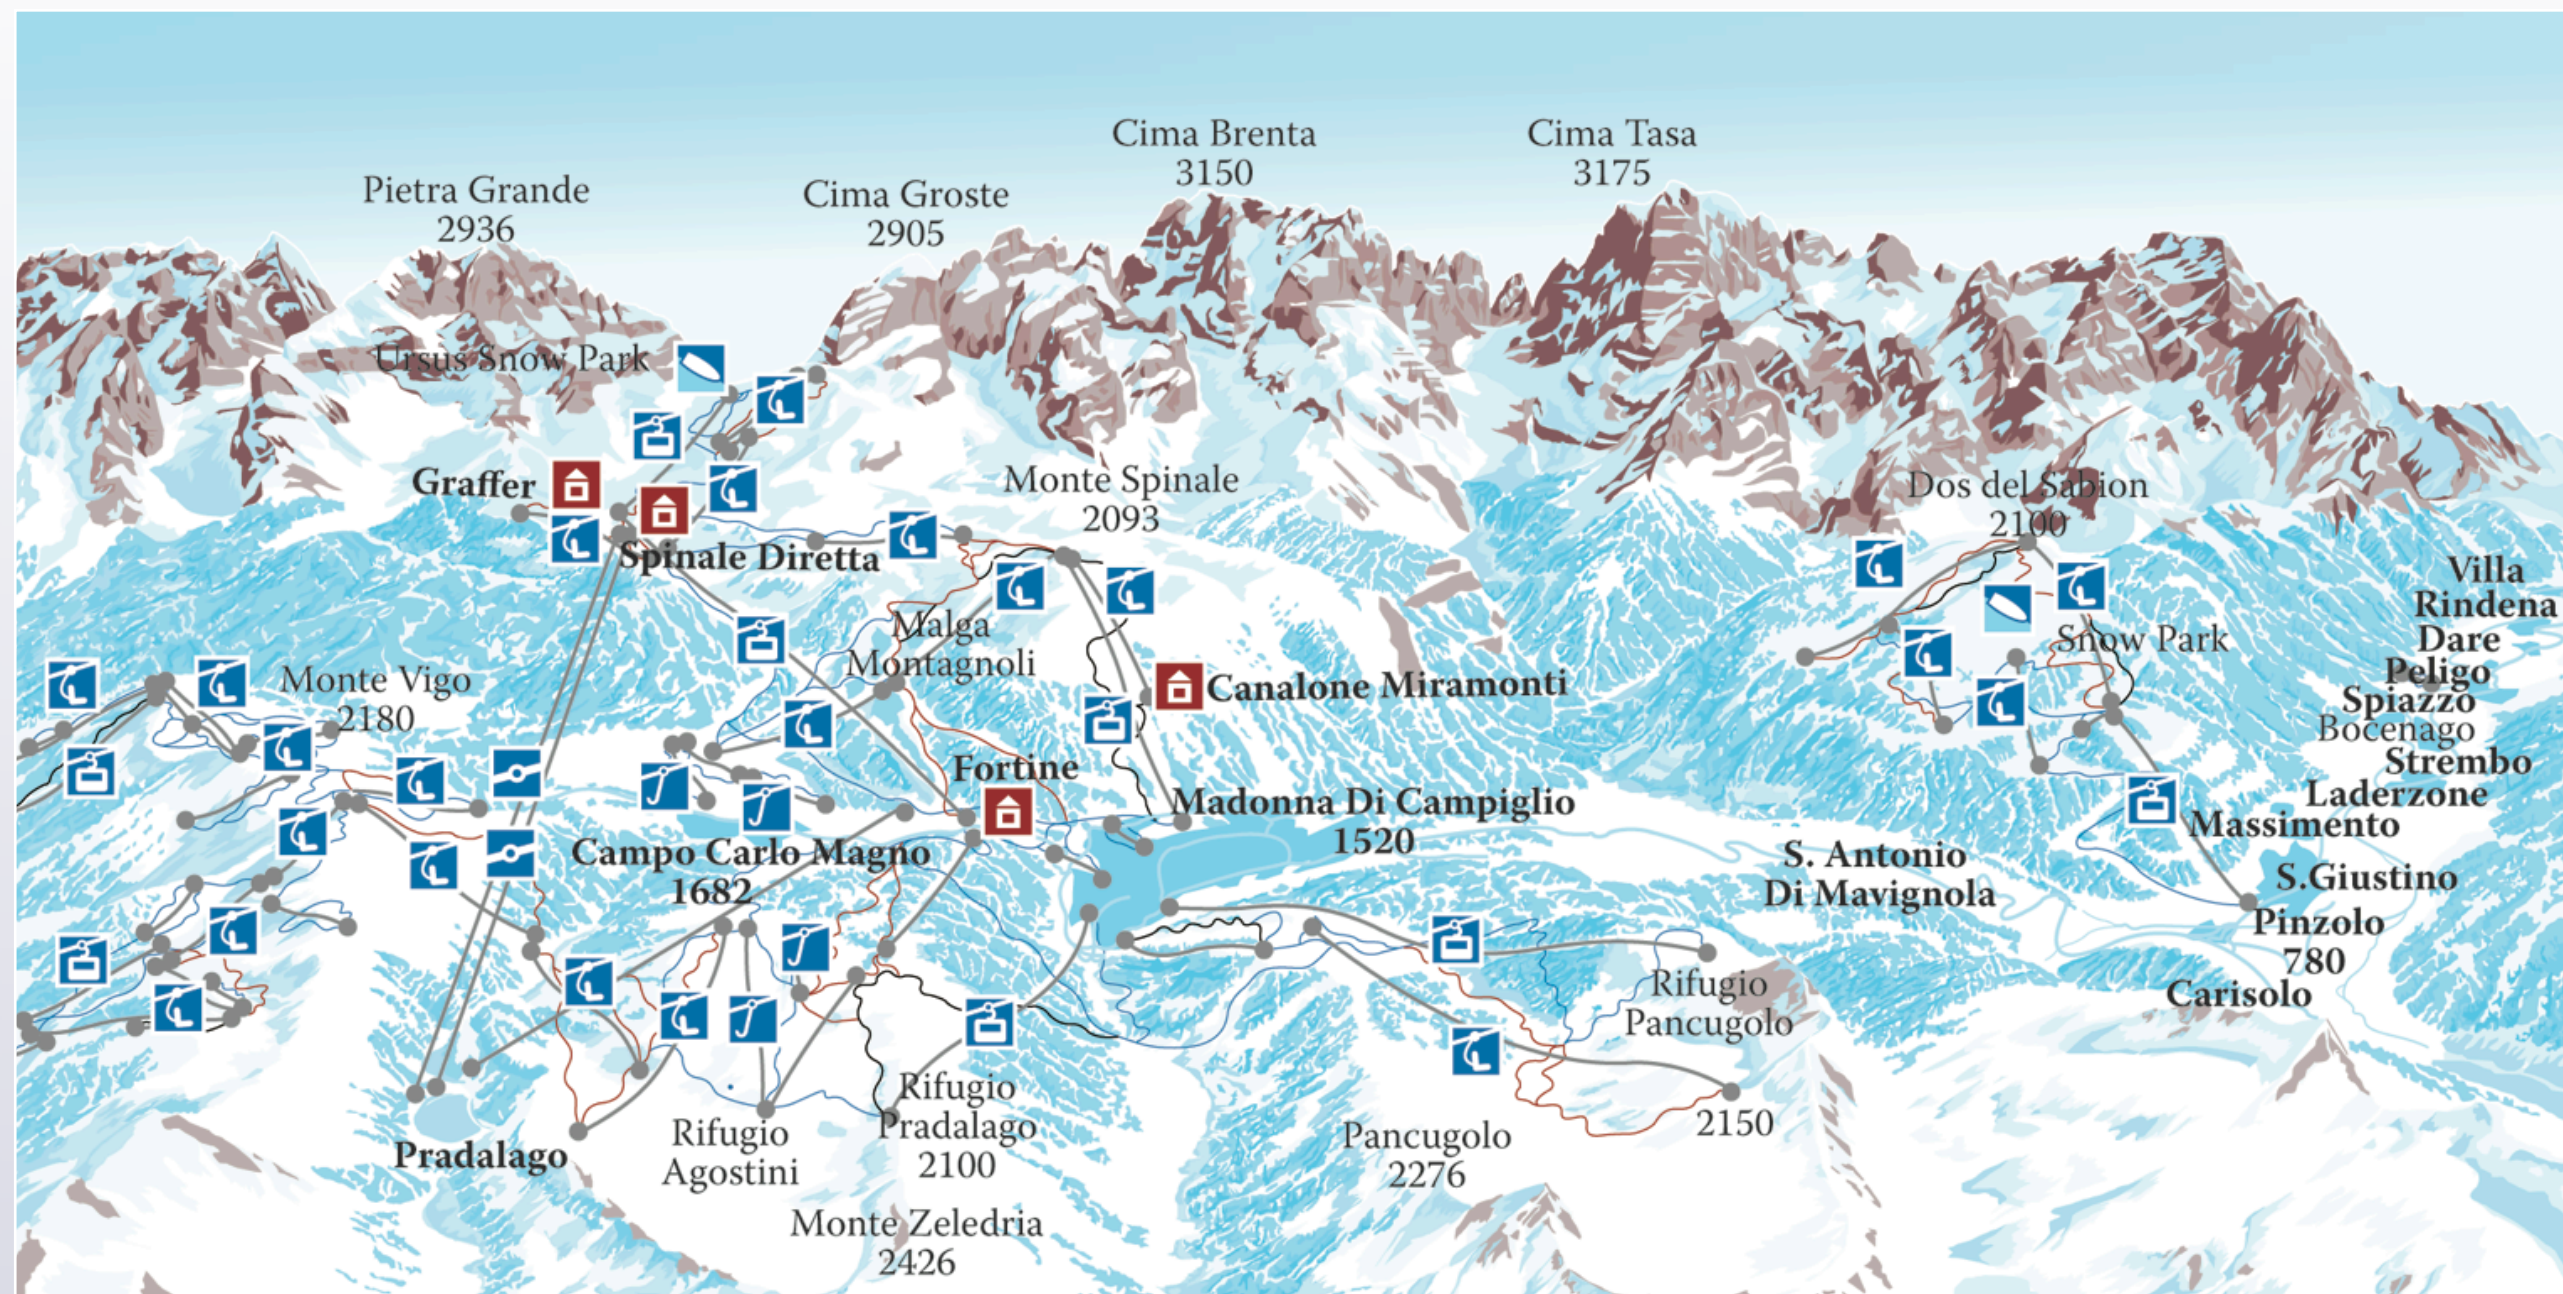 Cima Brenta
3150
Cima Tasa
3175
Pietra Grande
2936
Cima Groste
2905
Ursus Snow Park
Graffer
Monte Spinale
2093
Dos del Sabion
2100
Spinale Diretta
Villa
Rindena
Dare
Peligo
Spiazzo
Bocenago
Strembo
Laderzone
Massimento
Malga
Montagnoli
Snow Park
Monte Vigo
2180
Canalone Miramonti
Fortine
Madonna Di Campiglio
1520
Campo Carlo Magno
1682
S. Antonio
Di Mavignola
S.Giustino
Pinzolo
780
Carisolo
Rifugio
Pancugolo
Rifugio
Pradalago
2100
2150
Pradalago
Rifugio
Agostini
Pancugolo
2276
Monte Zeledria
2426